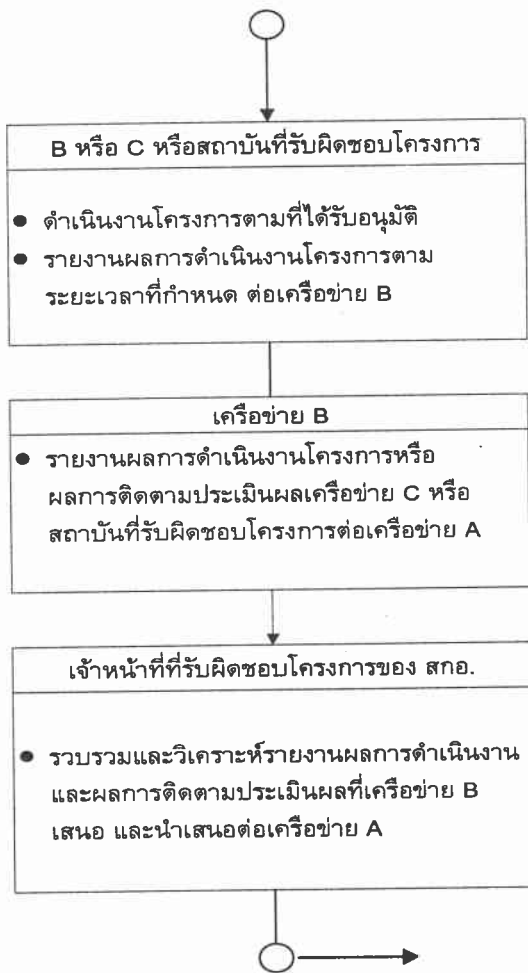 B หรือ C หรือสถาบันที่รับผิดชอบโครงการ
● ดำเนินงานโครงการตามที่ได้รับอนุมัติ
● รายงานผลการดำเนินงานโครงการตาม
ระยะเวลาที่กำหนด ต่อเครือข่าย B
เครือข่าย B
● รายงานผลการดำเนินงานโครงการหรือ
ผลการติดตามประเมินผลเครือข่าย C หรือ
สถาบันที่รับผิดชอบโครงการต่อเครือข่าย A
เจ้าหน้าที่ที่รับผิดชอบโครงการของ สกอ.
● รวบรวมและวิเคราะห์รายงานผลการดำเนินงาน
และผลการติดตามประเมินผลที่เครือข่าย B
เสนอ และนำเสนอต่อเครือข่าย A